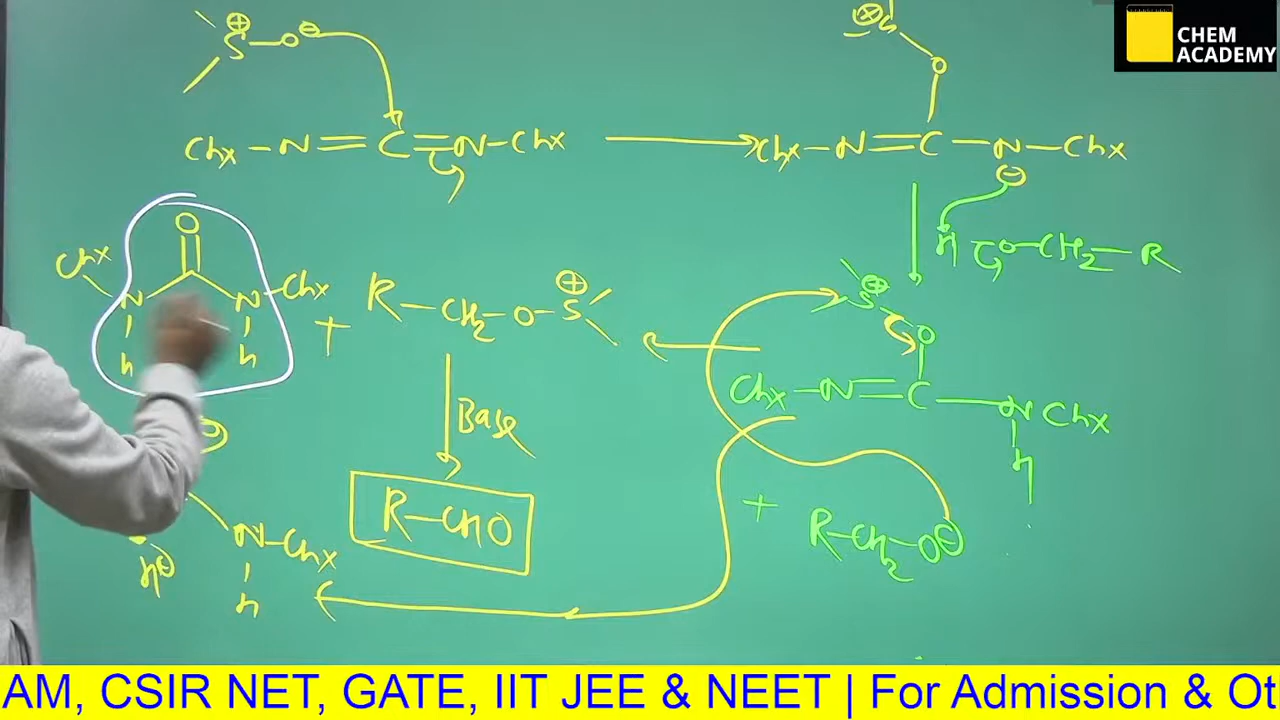 CHEM
ACADEMY
⊕ S — O ⊖
Chx — N = C = N — Chx
⊕ S
O
Chx — N = C — N — Chx
⊖
H O — CH2 — R
O
Chx N N Chx
H H
+
R — CH2 — O — S ⊕
⊕ S
O
Chx — N = C — N Chx
H
Base
R — CHO
+ R — CH2 — O ⊖
N — Chx
H
N ⊖
AM, CSIR NET, GATE, IIT JEE & NEET | For Admission & Ot